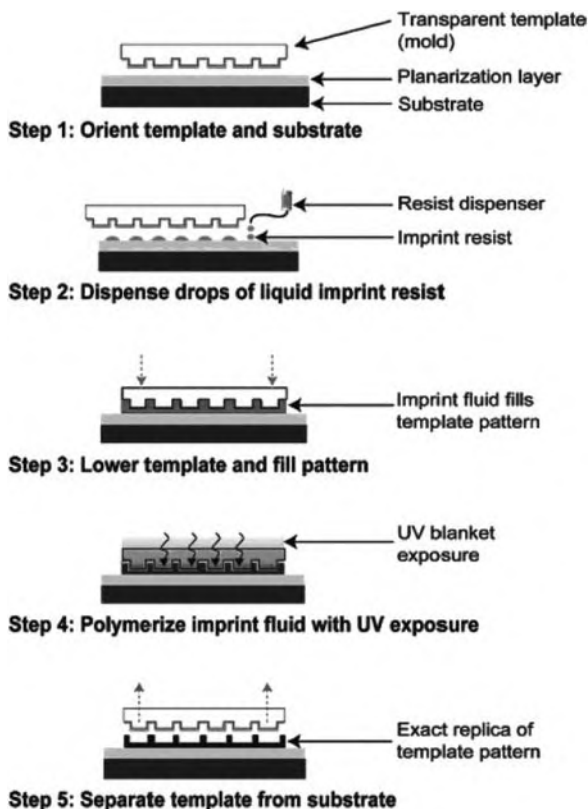 Transparent template
(mold)
Planarization layer
Substrate
Step 1: Orient template and substrate
Resist dispenser
Imprint resist
Step 2: Dispense drops of liquid imprint resist
Imprint fluid fills
template pattern
Step 3: Lower template and fill pattern
UV blanket
exposure
Step 4: Polymerize imprint fluid with UV exposure
Exact replica of
template pattern
Step 5: Separate template from substrate